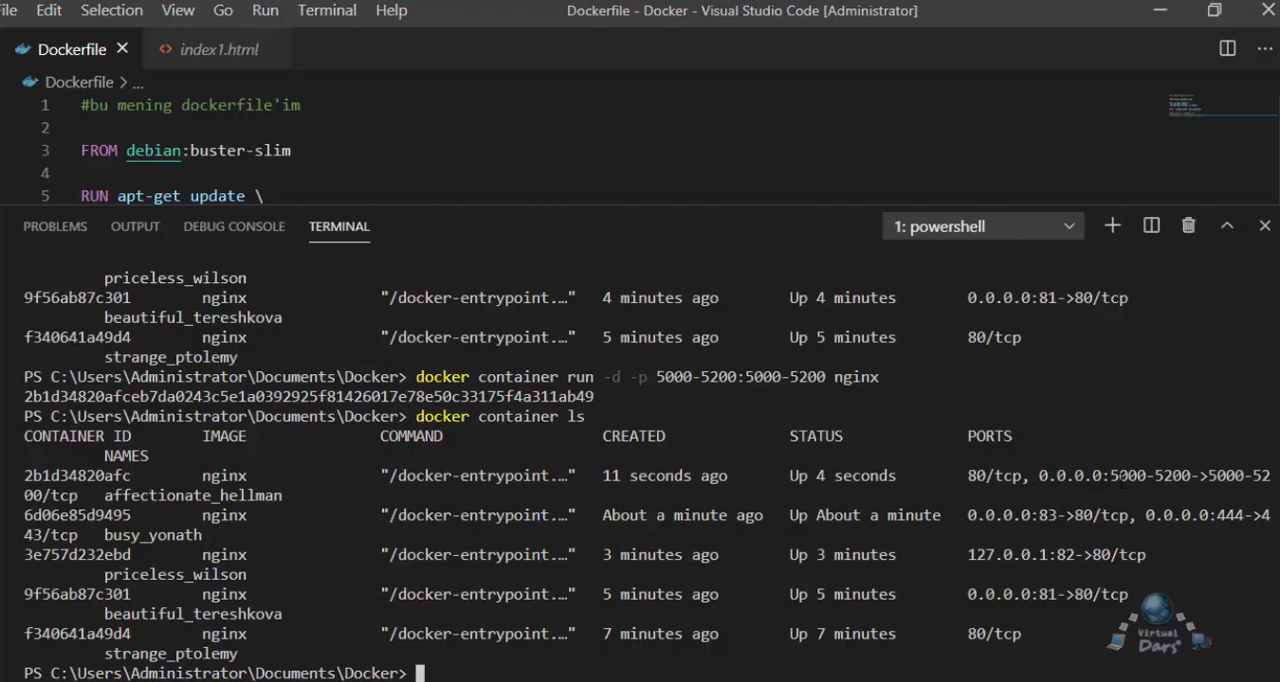 File Edit Selection View Go Run Terminal Help Dockerfile - Docker - Visual Studio Code [Administrator]
Dockerfile index1.html
Dockerfile > ...
1 #bu mening dockerfile'im
2
3 FROM debian:buster-slim
4
5 RUN apt-get update \
PROBLEMS OUTPUT DEBUG CONSOLE TERMINAL 1: powershell
priceless_wilson
9f56ab87c301 nginx "/docker-entrypoint.…" 4 minutes ago Up 4 minutes 0.0.0.0:81->80/tcp
beautiful_tereshkova
f340641a49d4 nginx "/docker-entrypoint.…" 5 minutes ago Up 5 minutes 80/tcp
strange_ptolemy
PS C:\Users\Administrator\Documents\Docker> docker container run -d -p 5000-5200:5000-5200 nginx
2b1d34820afceb7da0243c5e1a0392925f81426017e78e50c33175f4a311ab49
PS C:\Users\Administrator\Documents\Docker> docker container ls
CONTAINER ID IMAGE COMMAND CREATED STATUS PORTS
NAMES
2b1d34820afc nginx "/docker-entrypoint.…" 11 seconds ago Up 4 seconds 80/tcp, 0.0.0.0:5000-5200->5000-52
00/tcp affectionate_hellman
6d06e85d9495 nginx "/docker-entrypoint.…" About a minute ago Up About a minute 0.0.0.0:83->80/tcp, 0.0.0.0:444->4
43/tcp busy_yonath
3e757d232ebd nginx "/docker-entrypoint.…" 3 minutes ago Up 3 minutes 127.0.0.1:82->80/tcp
priceless_wilson
9f56ab87c301 nginx "/docker-entrypoint.…" 5 minutes ago Up 5 minutes 0.0.0.0:81->80/tcp
beautiful_tereshkova
f340641a49d4 nginx "/docker-entrypoint.…" 7 minutes ago Up 7 minutes 80/tcp
strange_ptolemy
PS C:\Users\Administrator\Documents\Docker>
Virtual
Dars